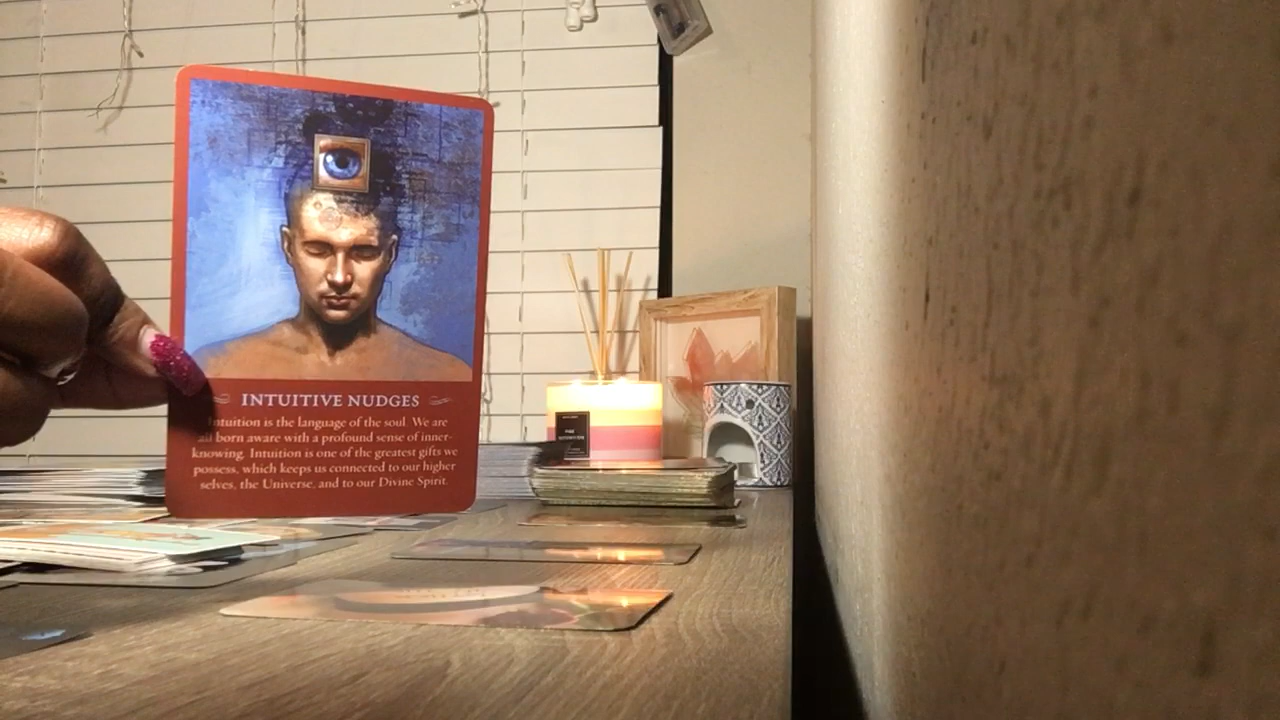 INTUITIVE NUDGES
Intuition is the language of the soul. We are
all born aware with a profound sense of inner-
knowing. Intuition is one of the greatest gifts we
possess, which keeps us connected to our higher
selves, the Universe, and to our Divine Spirit.